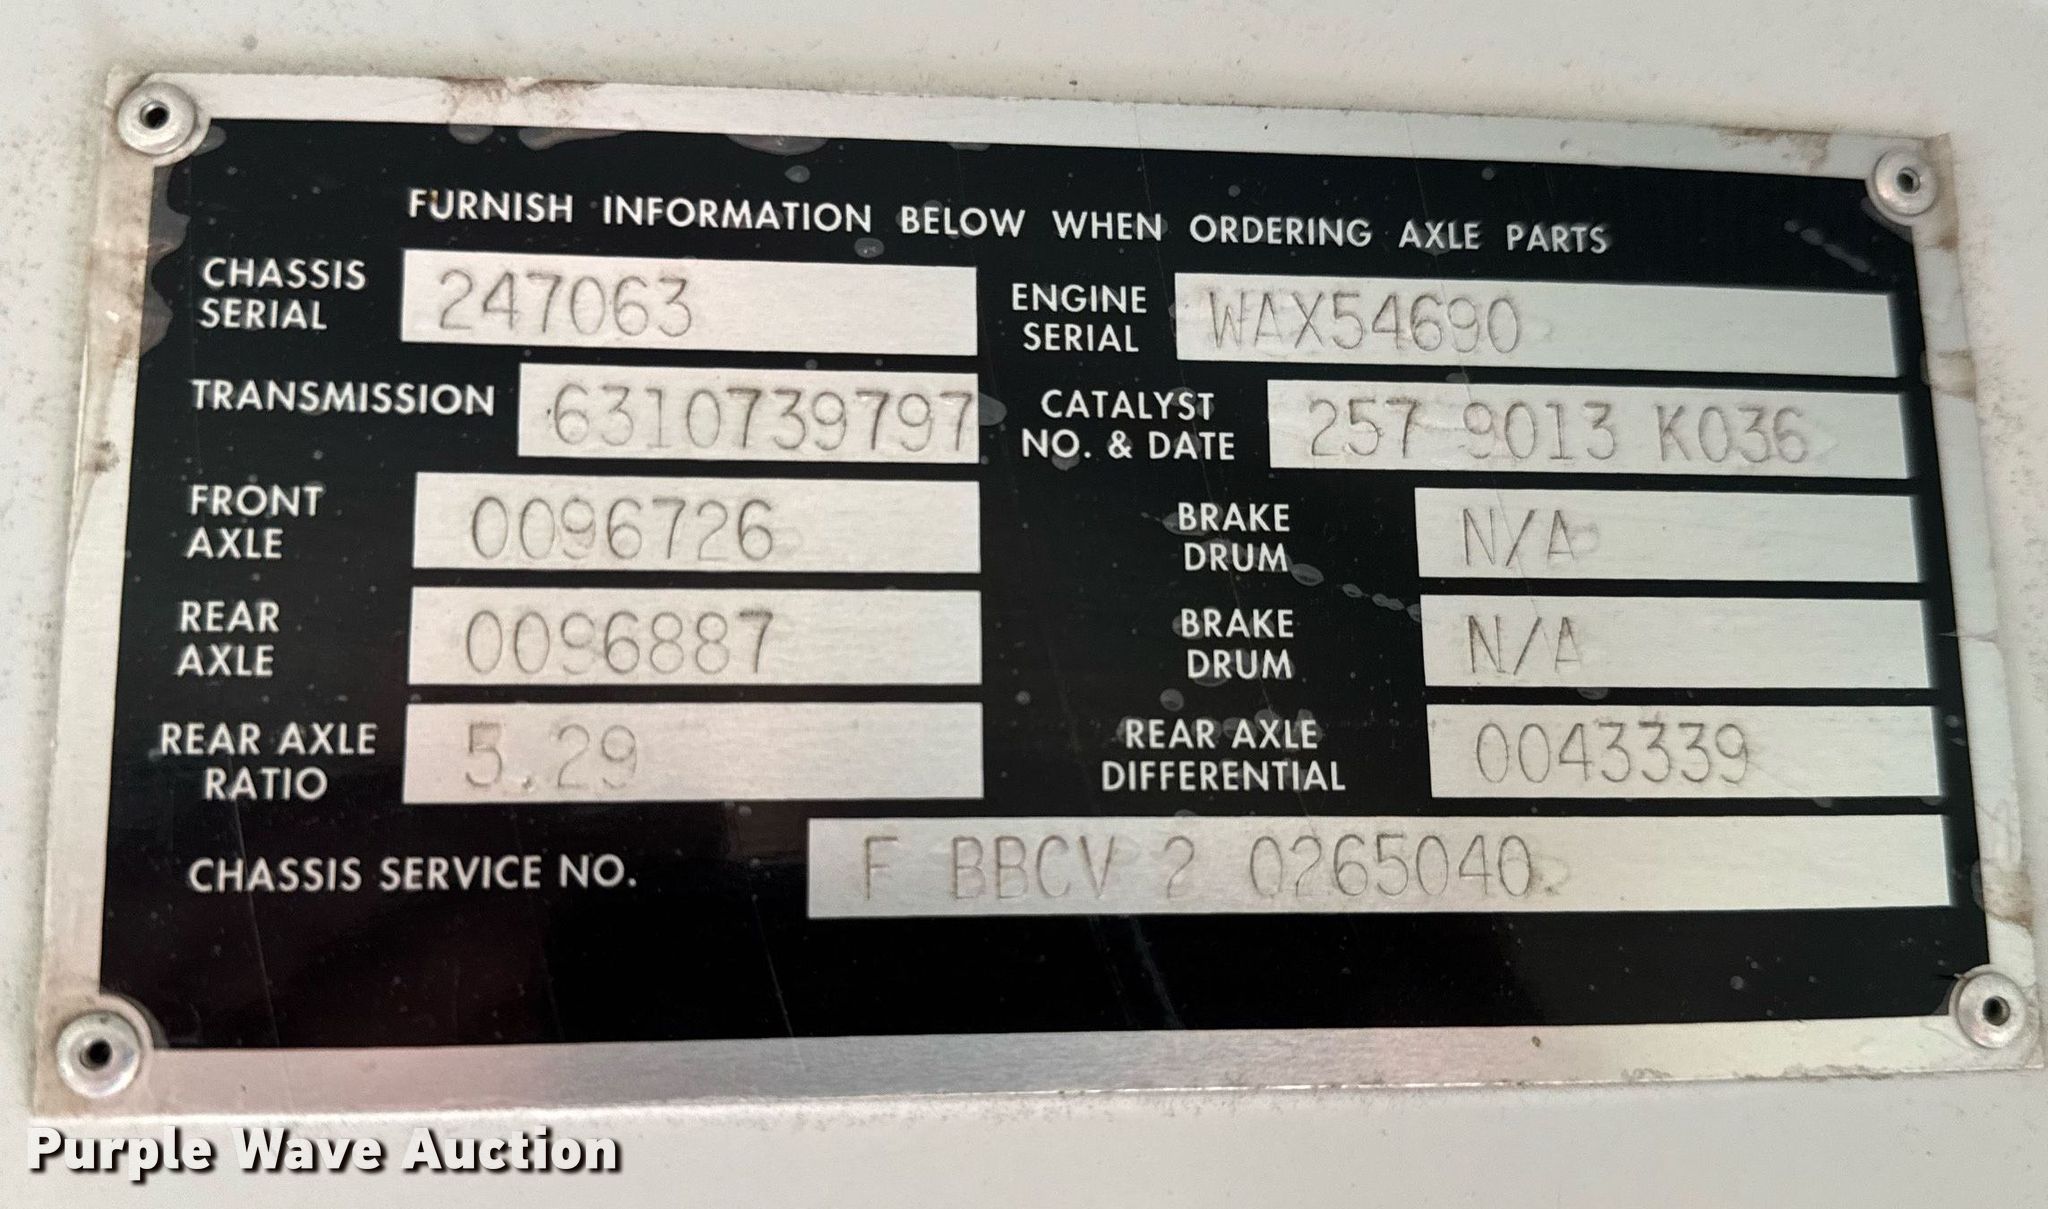 FURNISH INFORMATION BELOW WHEN ORDERING AXLE PARTS
CHASSIS SERIAL 247063
ENGINE SERIAL WAX54690
TRANSMISSION 6310739797
CATALYST NO. & DATE 257 9013 K036
FRONT AXLE 0096726
BRAKE DRUM N/A
REAR AXLE 0096887
BRAKE DRUM N/A
REAR AXLE RATIO 5.29
REAR AXLE DIFFERENTIAL 0043339
CHASSIS SERVICE NO. F BBCV 2 0265040
Purple Wave Auction